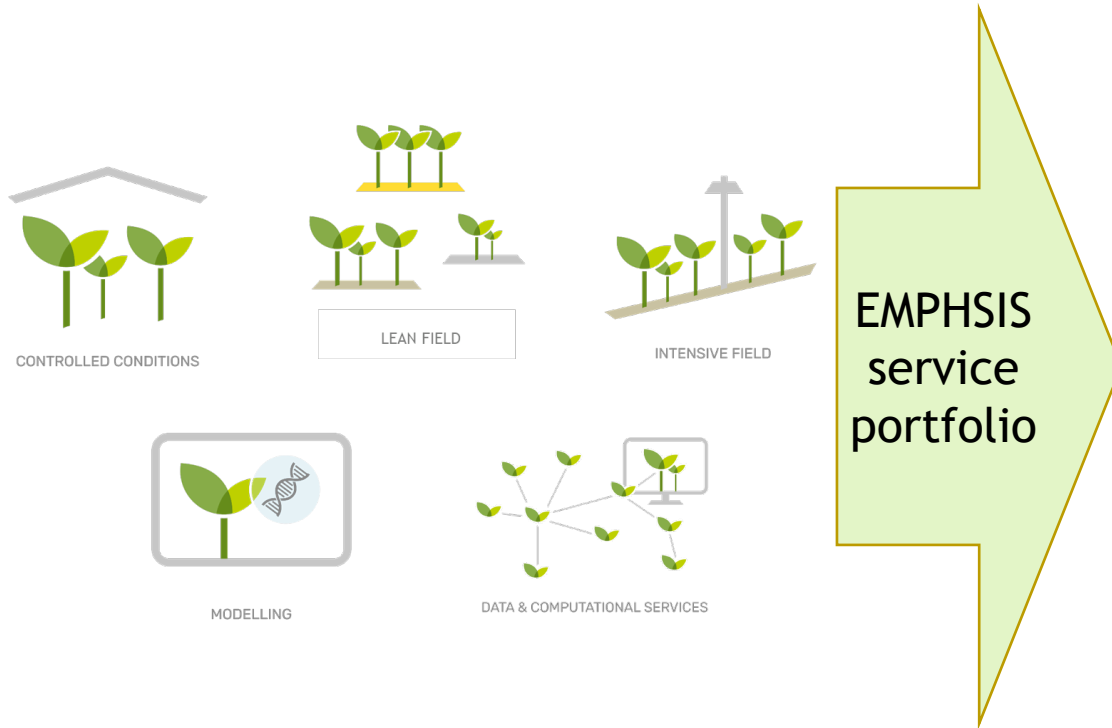 CONTROLLED CONDITIONS
LEAN FIELD
INTENSIVE FIELD
MODELLING
DATA & COMPUTATIONAL SERVICES
EMPHSIS
service
portfolio